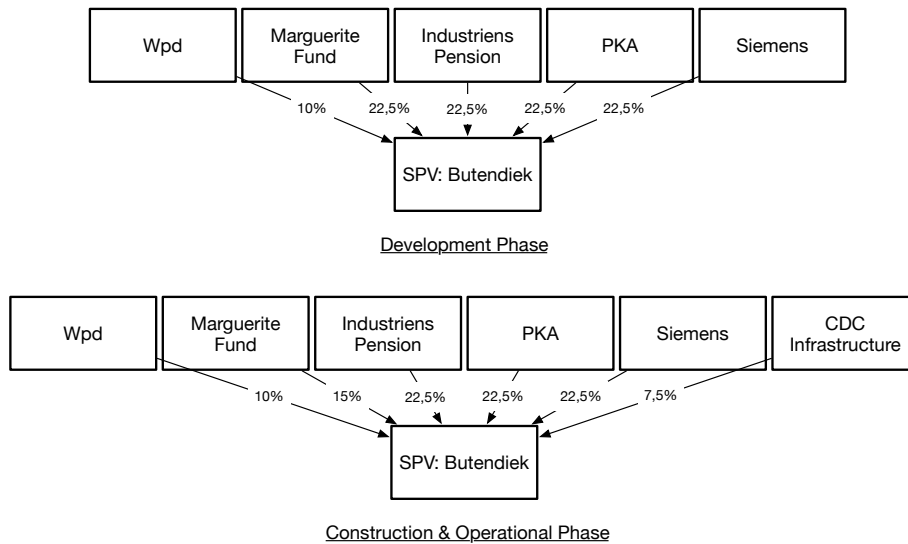 Wpd
Marguerite
Fund
Industriens
Pension
PKA
Siemens
10%
22,5%
22,5%
22,5%
22,5%
SPV: Butendiek
Development Phase
Wpd
Marguerite
Fund
Industriens
Pension
PKA
Siemens
CDC
Infrastructure
10%
15%
22,5%
22,5%
22,5%
7,5%
SPV: Butendiek
Construction & Operational Phase